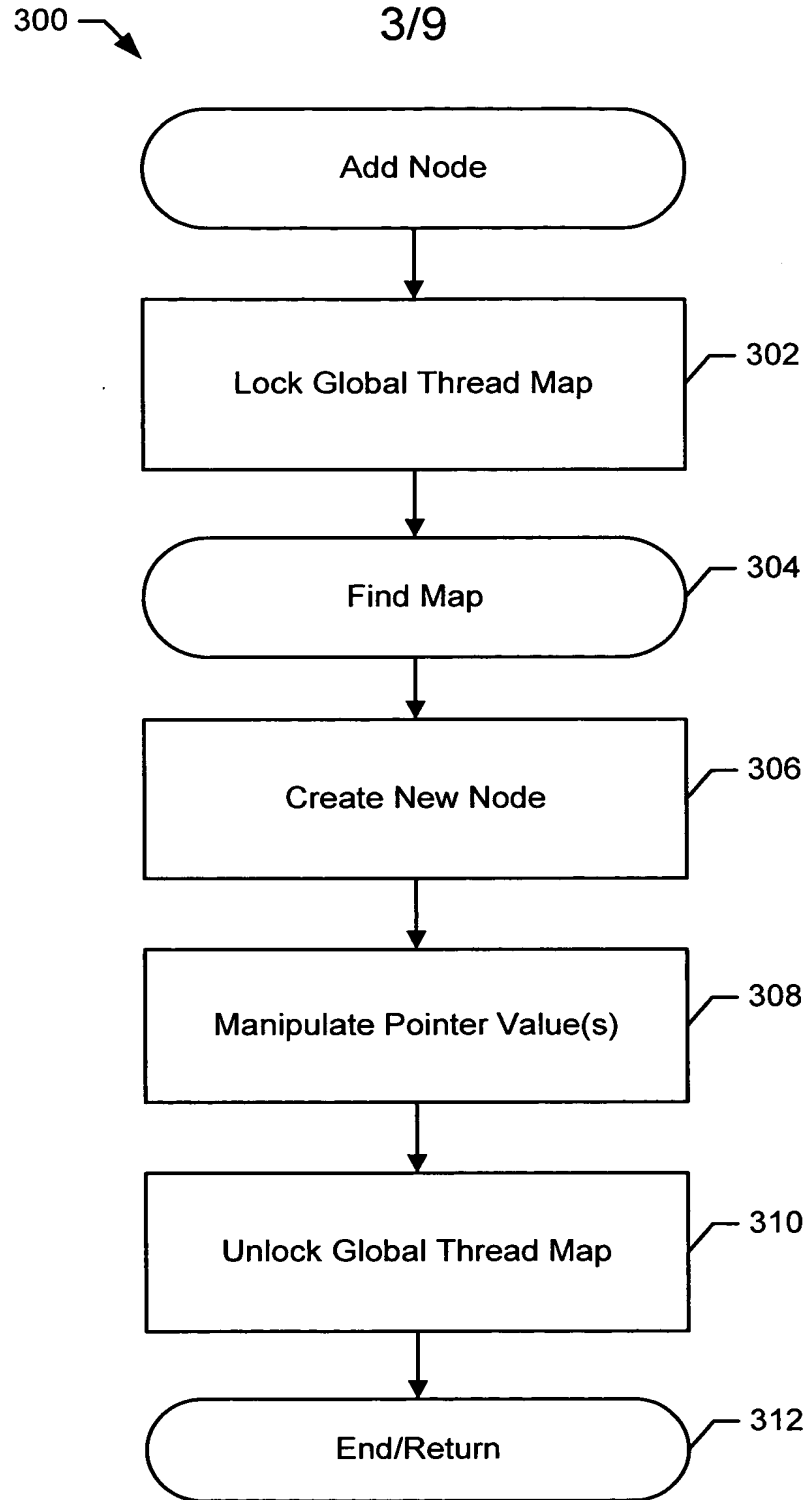 300
3/9
Add Node
Lock Global Thread Map
302
Find Map
304
Create New Node
306
Manipulate Pointer Value(s)
308
Unlock Global Thread Map
310
End/Return
312